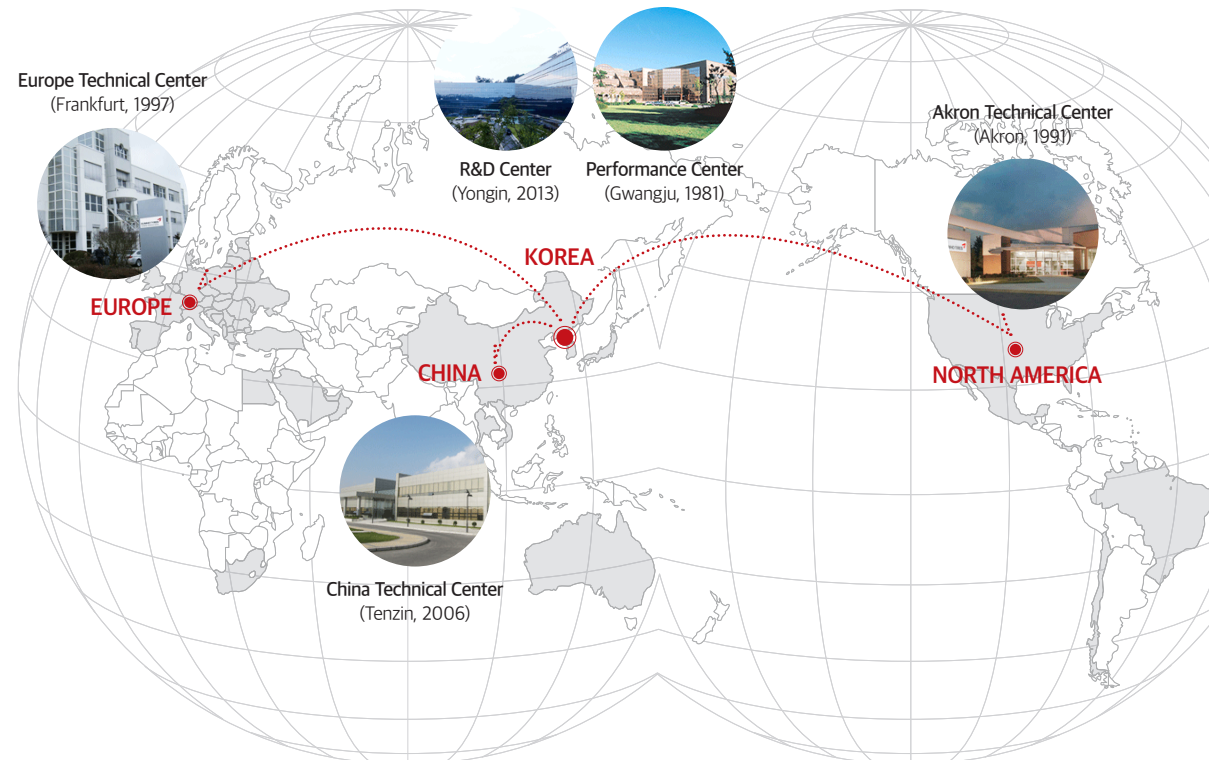 Europe Technical Center
(Frankfurt, 1997)
R&D Center
(Yongin, 2013)
Performance Center
(Gwangju, 1981)
Akron Technical Center
(Akron, 1991)
KOREA
EUROPE
CHINA
NORTH AMERICA
China Technical Center
(Tenzin, 2006)